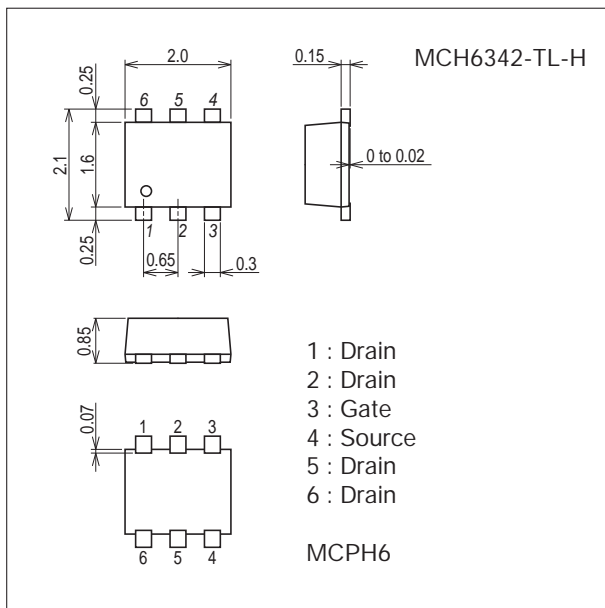 MCH6342-TL-H
2.0
0.15
0.25
6 5 4
2.1
1.6
0 to 0.02
0.25
1 2 3
0.65
0.3
0.85
1 : Drain
2 : Drain
3 : Gate
4 : Source
5 : Drain
6 : Drain
0.07
1 2 3
6 5 4
MCPH6